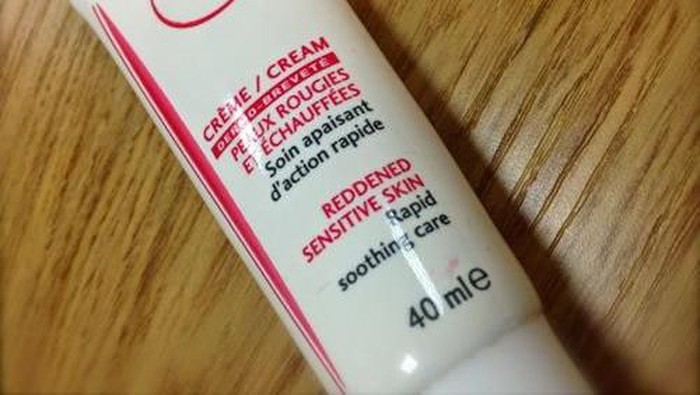 CRÈME / CREAM
DERMO-BREVETÉ
PEAUX ROUGIES
ET ÉCHAUFFÉES
Soin apaisant
d'action rapide
REDDENED
SENSITIVE SKIN
Rapid
soothing care
40 ml℮